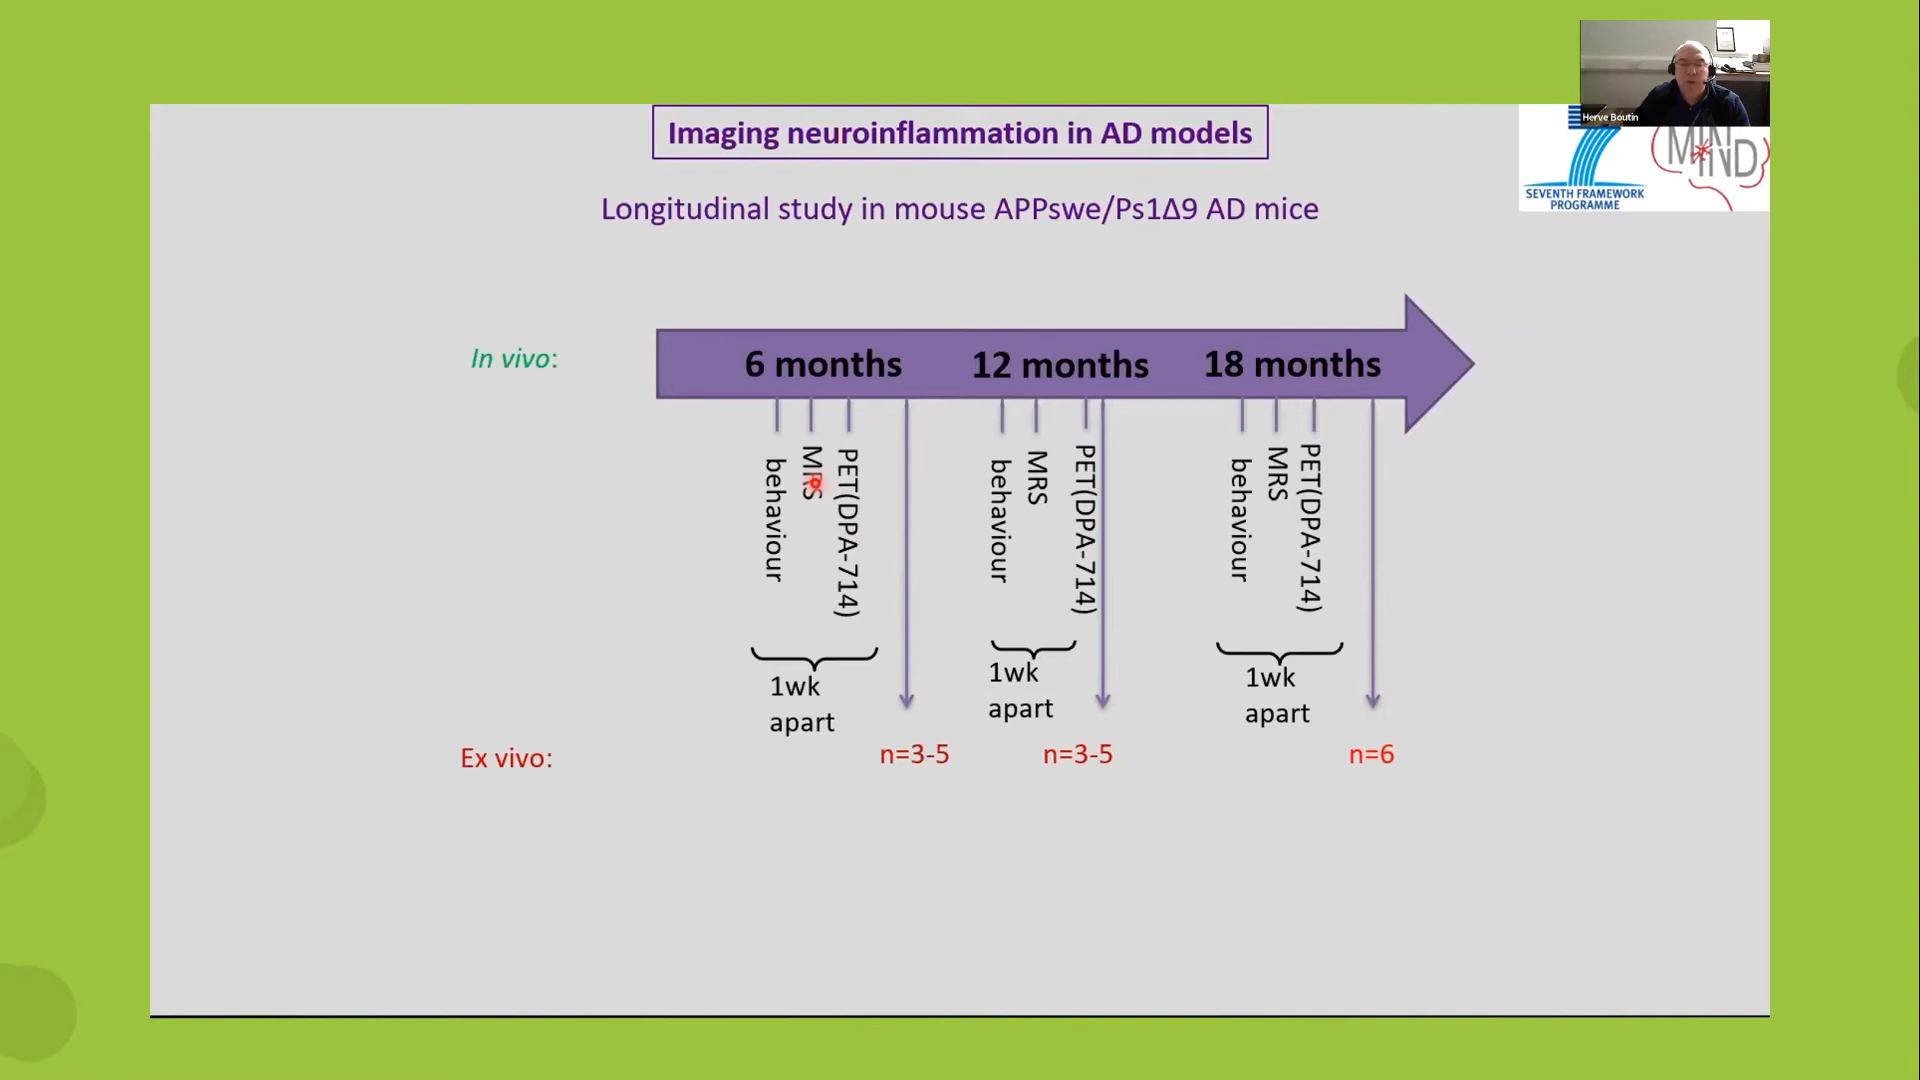 Herve Boutin
Imaging neuroinflammation in AD models
MIND
SEVENTH FRAMEWORK
PROGRAMME
Longitudinal study in mouse APPswe/Ps1Δ9 AD mice
In vivo:
6 months
12 months
18 months
behaviour
MRS
PET(DPA-714)
behaviour
MRS
PET(DPA-714)
behaviour
MRS
PET(DPA-714)
1wk
apart
1wk
apart
1wk
apart
Ex vivo:
n=3-5
n=3-5
n=6